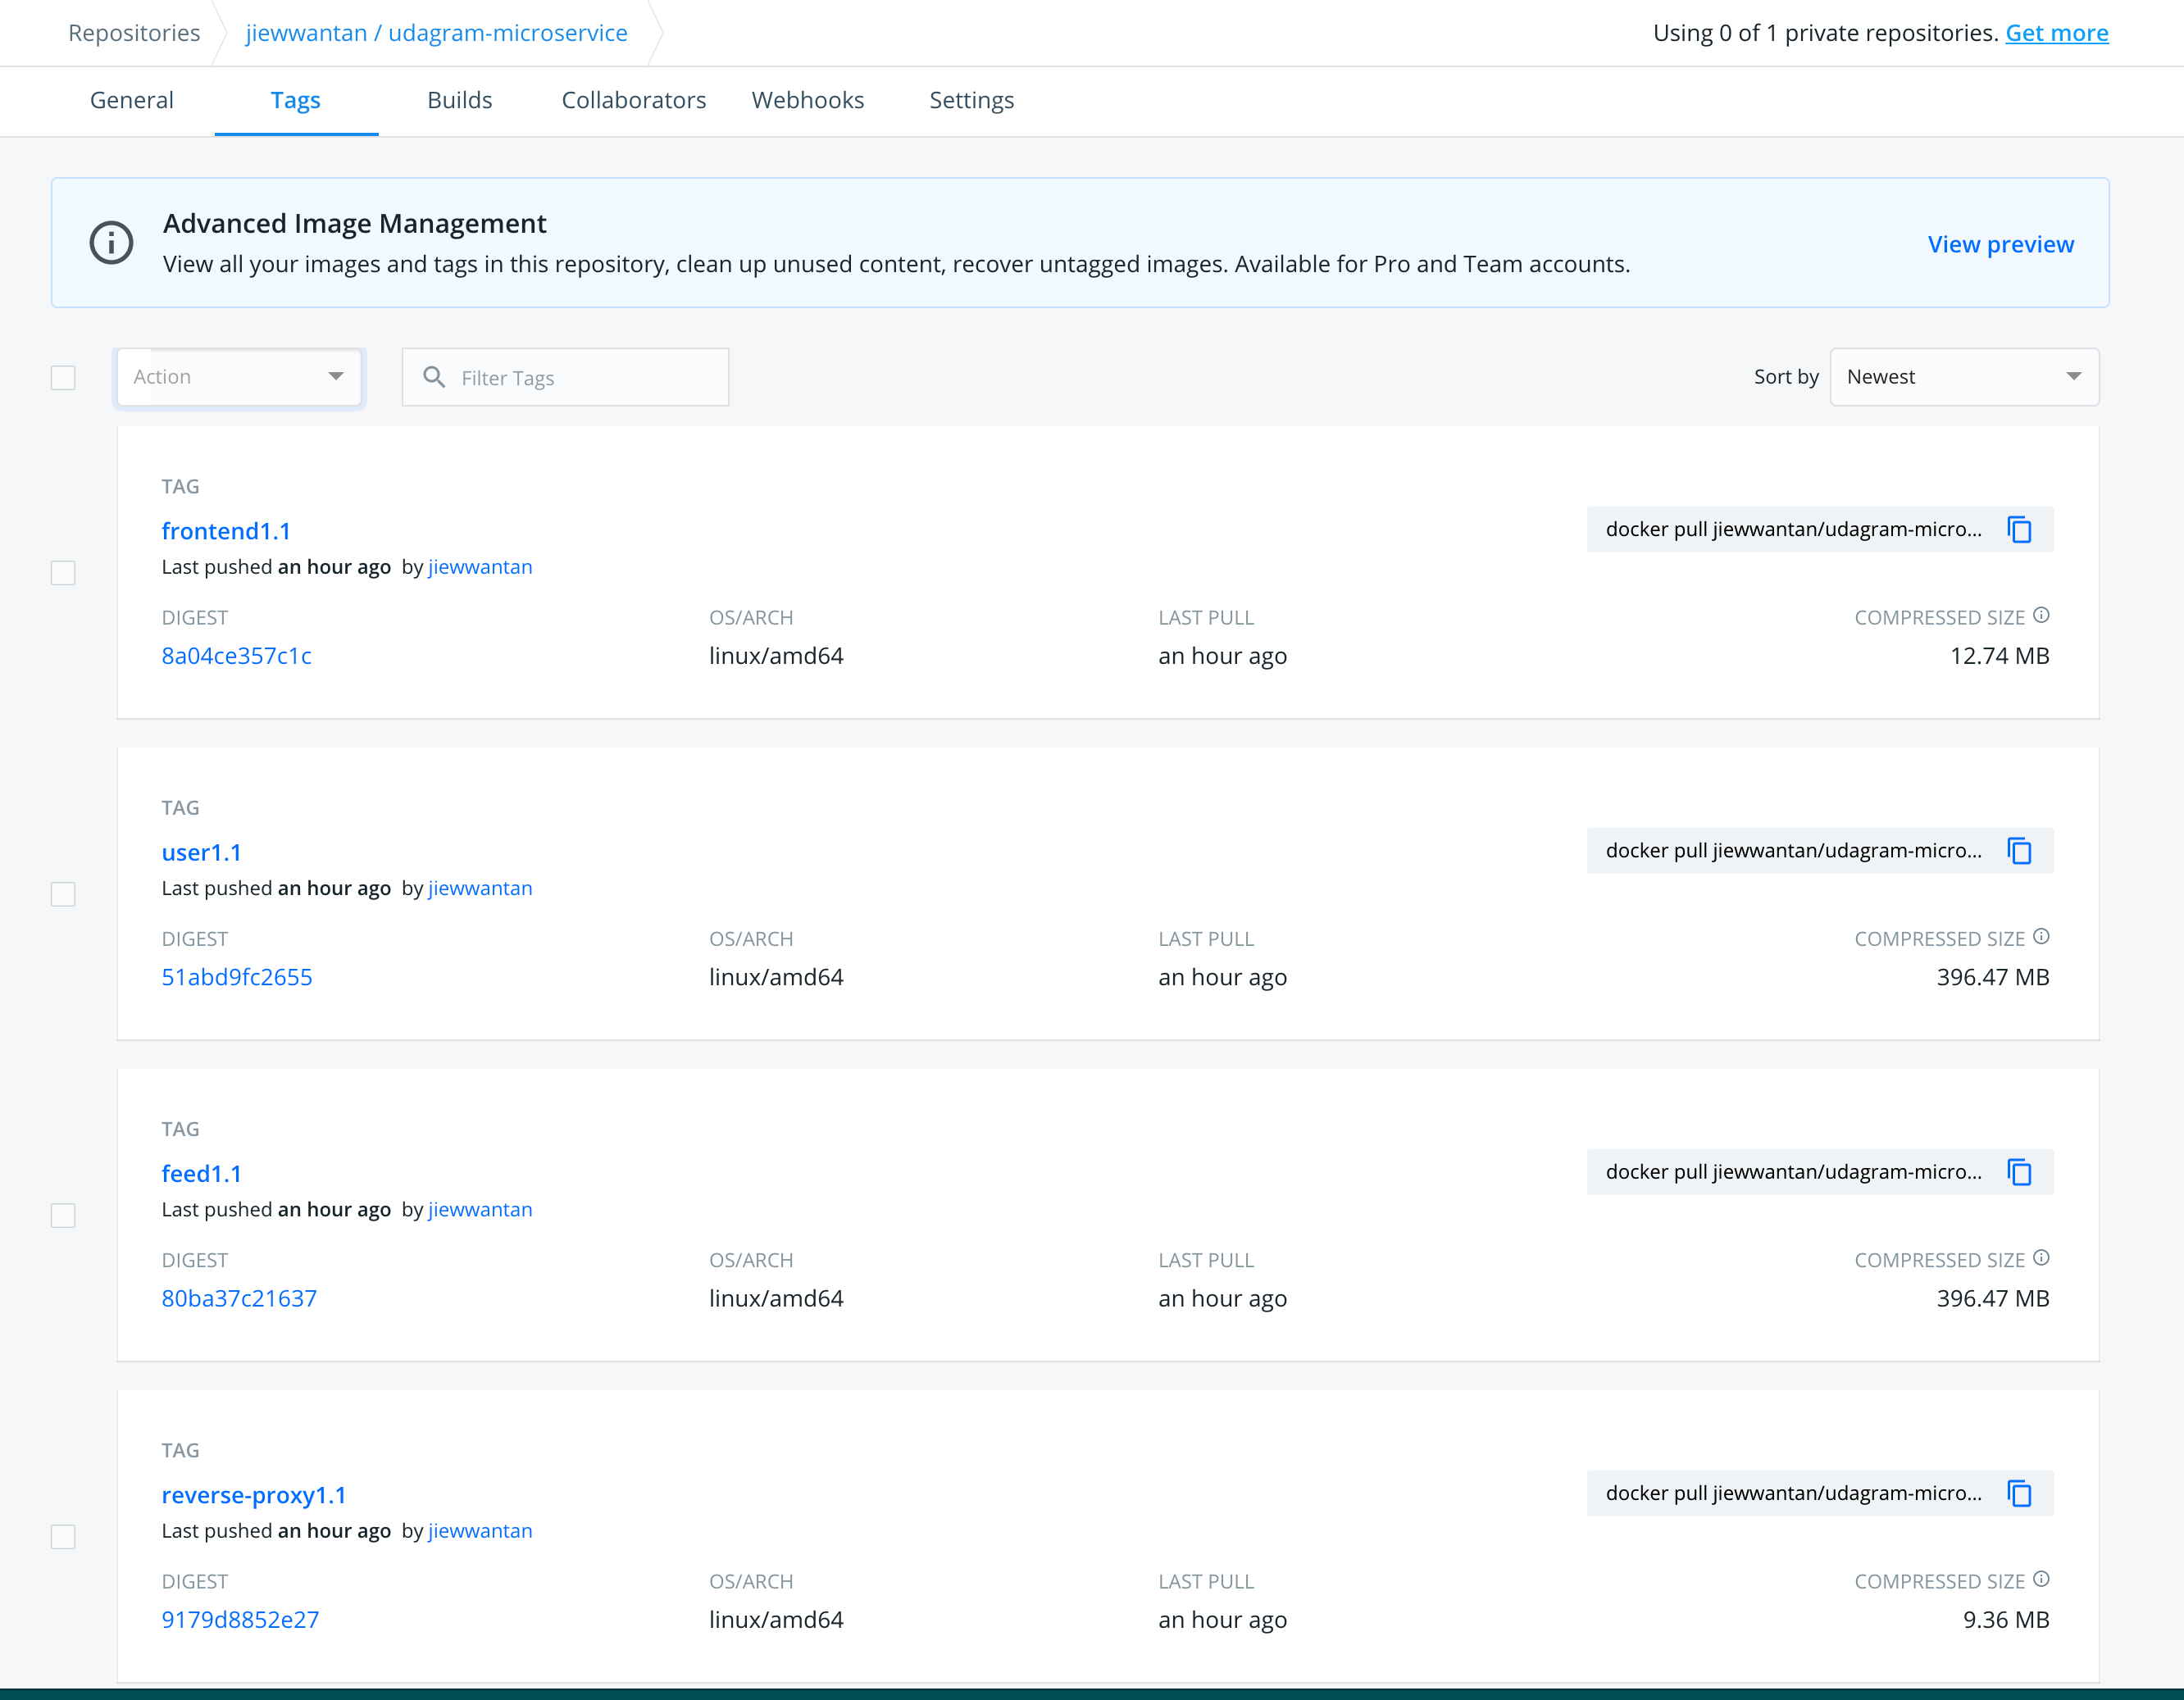 Repositories
jiewwantan / udagram-microservice
Using 0 of 1 private repositories. Get more
General Tags Builds Collaborators Webhooks Settings
Advanced Image Management
View all your images and tags in this repository, clean up unused content, recover untagged images. Available for Pro and Team accounts.
View preview
Action
Filter Tags
Sort by Newest
TAG
frontend1.1
docker pull jiewwantan/udagram-micro...
Last pushed an hour ago by jiewwantan
DIGEST OS/ARCH LAST PULL COMPRESSED SIZE
8a04ce357c1c linux/amd64 an hour ago 12.74 MB
TAG
user1.1
docker pull jiewwantan/udagram-micro...
Last pushed an hour ago by jiewwantan
DIGEST OS/ARCH LAST PULL COMPRESSED SIZE
51abd9fc2655 linux/amd64 an hour ago 396.47 MB
TAG
feed1.1
docker pull jiewwantan/udagram-micro...
Last pushed an hour ago by jiewwantan
DIGEST OS/ARCH LAST PULL COMPRESSED SIZE
80ba37c21637 linux/amd64 an hour ago 396.47 MB
TAG
reverse-proxy1.1
docker pull jiewwantan/udagram-micro...
Last pushed an hour ago by jiewwantan
DIGEST OS/ARCH LAST PULL COMPRESSED SIZE
9179d8852e27 linux/amd64 an hour ago 9.36 MB